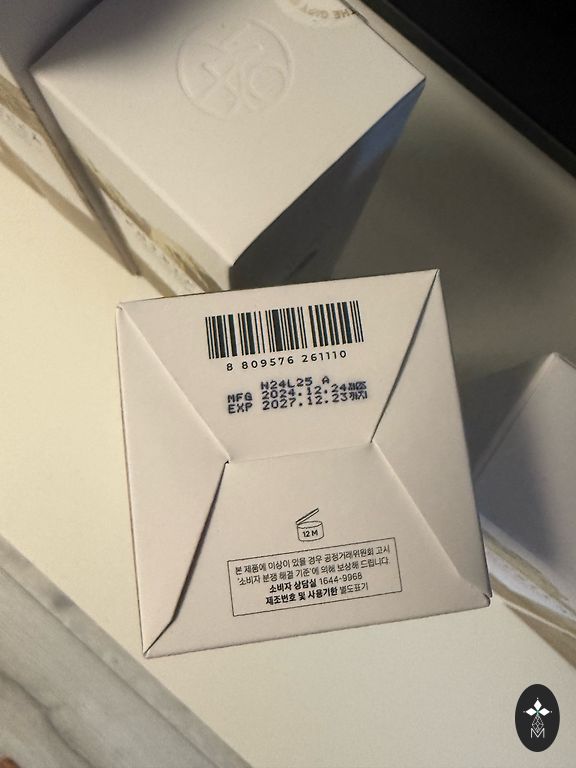 THE GIFT
8 809576 261110
N24L25 A
MFG 2024.12.24제조
EXP 2027.12.23까지
12M
본 제품에 이상이 있을 경우 공정거래위원회 고시
'소비자 분쟁 해결 기준'에 의해 보상해 드립니다.
소비자 상담실 1644-9968
제조번호 및 사용기한 별도표기
M